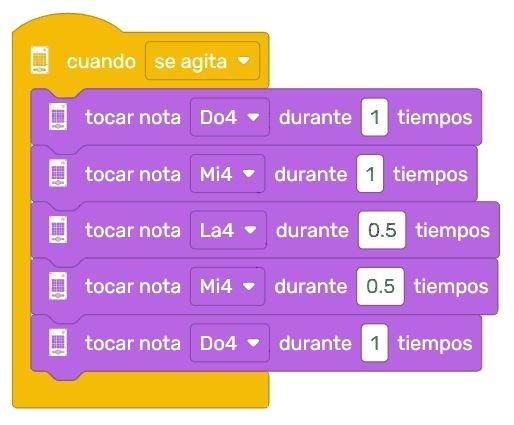 cuando se agita
tocar nota Do4 durante 1 tiempos
tocar nota Mi4 durante 1 tiempos
tocar nota La4 durante 0.5 tiempos
tocar nota Mi4 durante 0.5 tiempos
tocar nota Do4 durante 1 tiempos